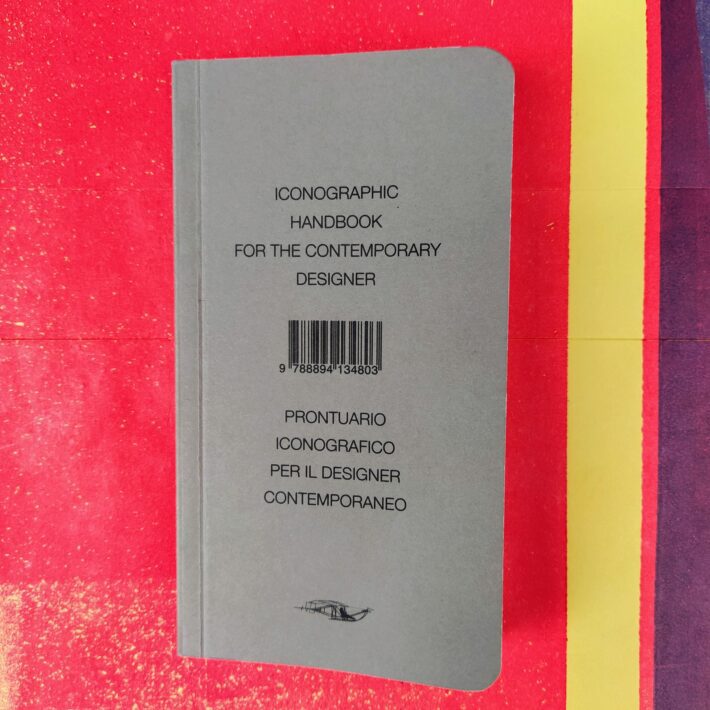 ICONOGRAPHIC
HANDBOOK
FOR THE CONTEMPORARY
DESIGNER
9 788894 134803
PRONTUARIO
ICONOGRAFICO
PER IL DESIGNER
CONTEMPORANEO